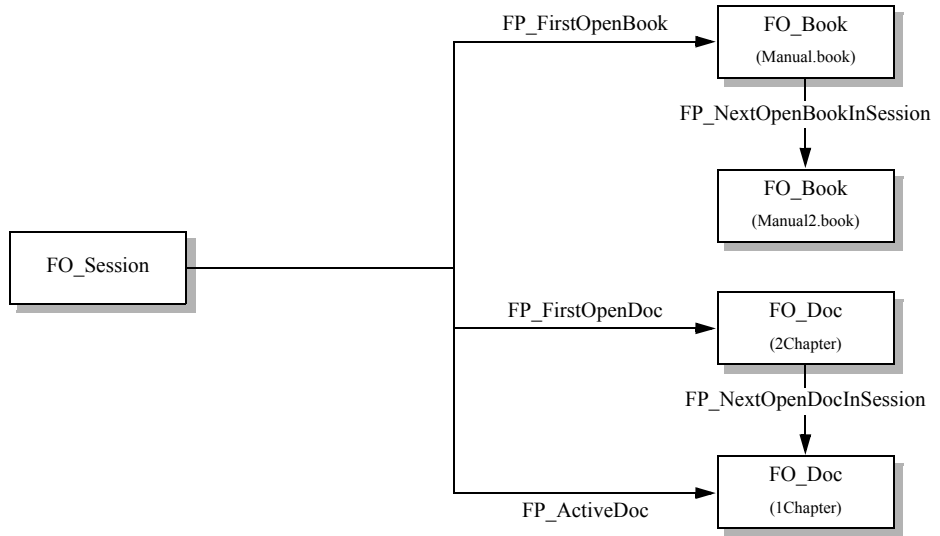 FP_FirstOpenBook
FO_Book
(Manual.book)
FP_NextOpenBookInSession
FO_Book
(Manual2.book)
FO_Session
FP_FirstOpenDoc
FO_Doc
(2Chapter)
FP_NextOpenDocInSession
FO_Doc
(1Chapter)
FP_ActiveDoc